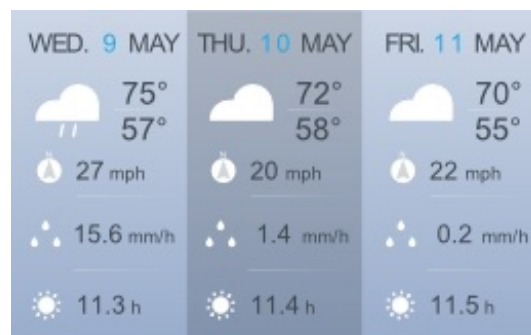 WED. 9 MAY
75°
57°
27 mph
15.6 mm/h
11.3 h
THU. 10 MAY
72°
58°
20 mph
1.4 mm/h
11.4 h
FRI. 11 MAY
70°
55°
22 mph
0.2 mm/h
11.5 h